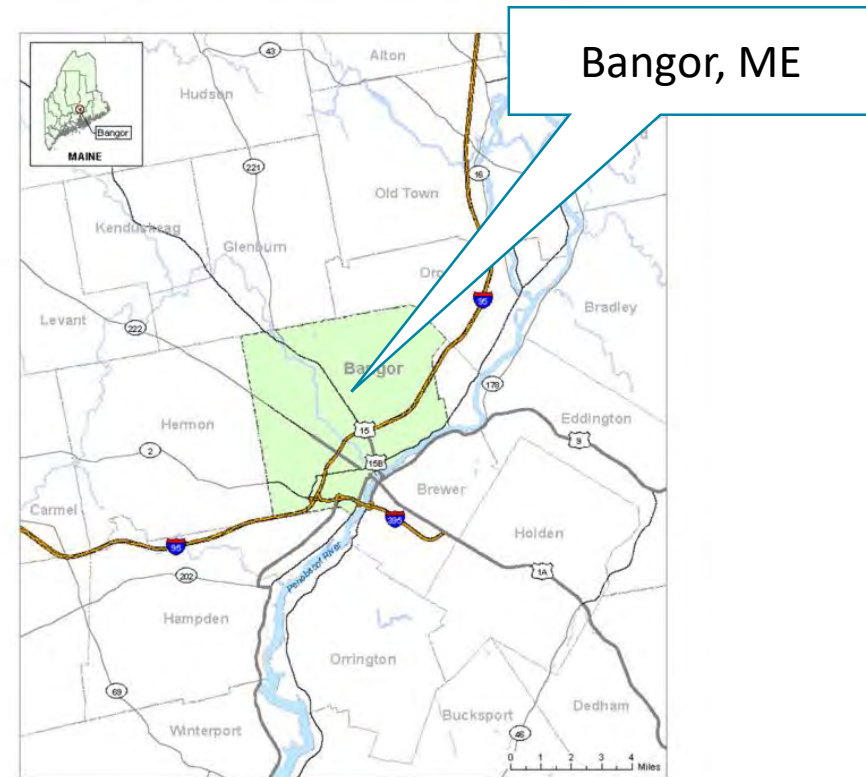 Bangor, ME
43
Alton
Hudson
Bangor
MAINE
221
16
Old Town
Kenduskeag
Glenburn
95
Bradley
Levant
222
Bangor
178
Hermon
15
Eddington
2
9
15B
Brewer
Carmel
395
Holden
95
Penobscot River
202
1A
Hampden
Orrington
69
Bucksport
Dedham
Winterport
46
0 1 2 3 4
Miles